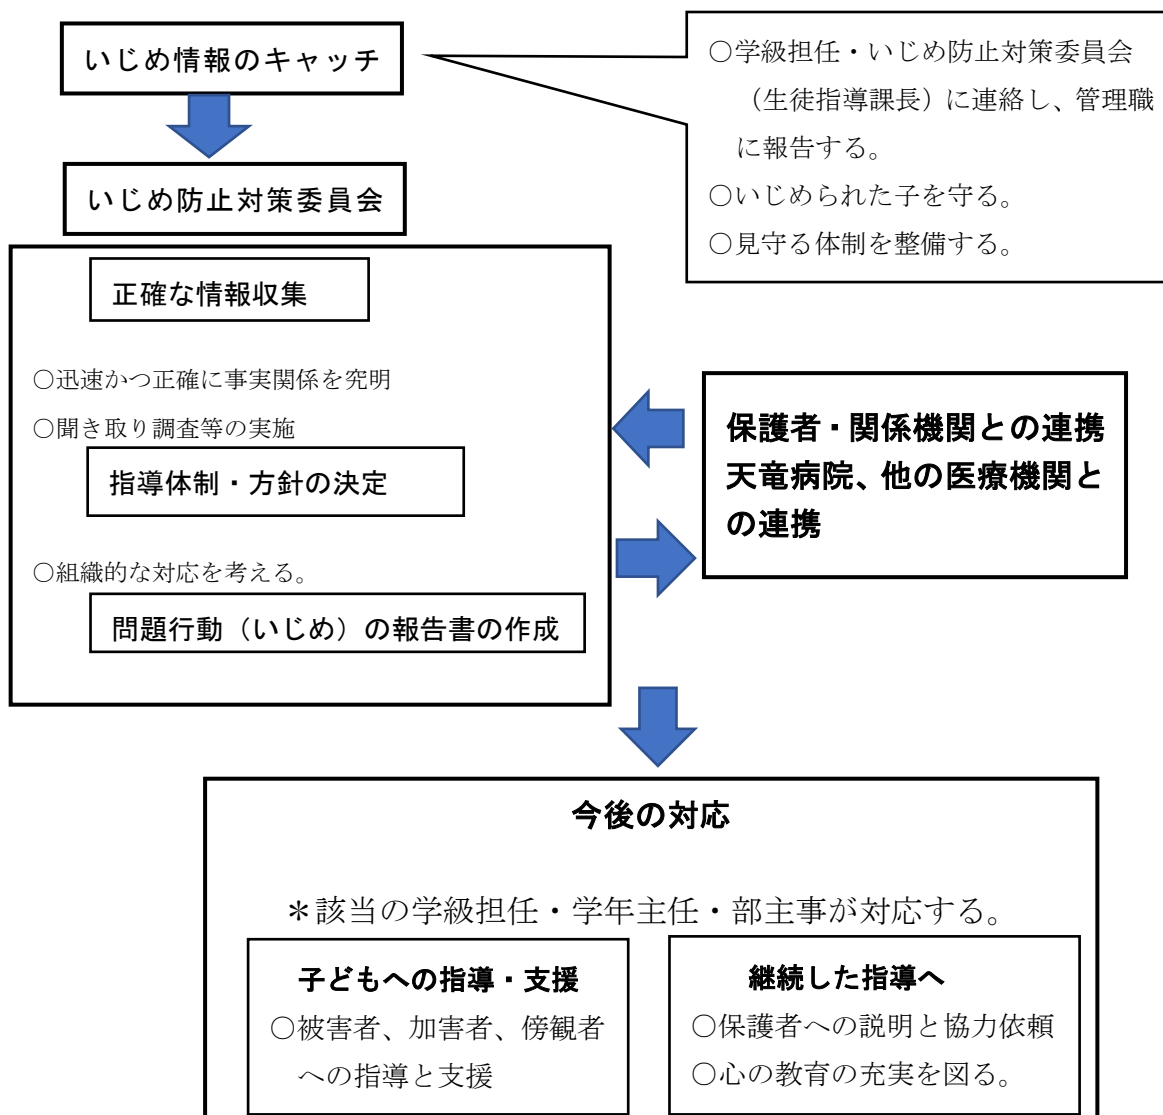 いじめ情報のキャッチ
○学級担任・いじめ防止対策委員会
(生徒指導課長)に連絡し、管理職
に報告する。
○いじめられた子を守る。
○見守る体制を整備する。
いじめ防止対策委員会
正確な情報収集
○迅速かつ正確に事実関係を究明
○聞き取り調査等の実施
指導体制・方針の決定
○組織的な対応を考える。
問題行動(いじめ)の報告書の作成
保護者・関係機関との連携
天竜病院、他の医療機関と
の連携
今後の対応
*該当の学級担任・学年主任・部主事が対応する。
子どもへの指導・支援
○被害者、加害者、傍観者
への指導と支援
継続した指導へ
○保護者への説明と協力依頼
○心の教育の充実を図る。